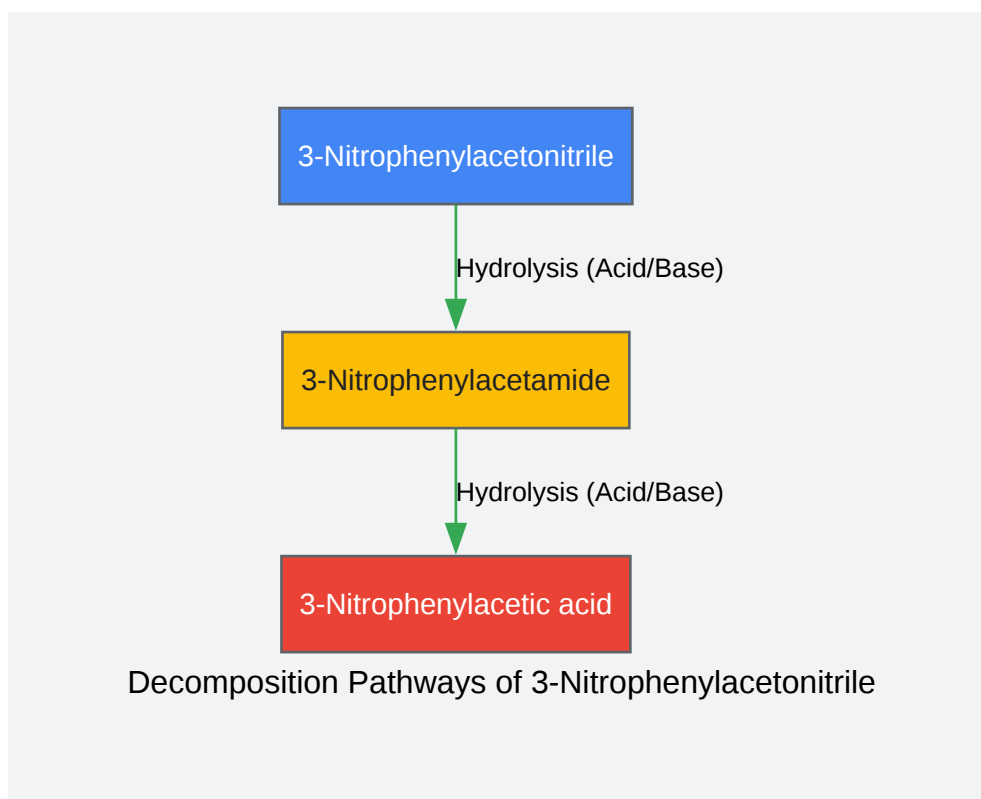 3-Nitrophenylacetonitrile
Hydrolysis (Acid/Base)
3-Nitrophenylacetamide
Hydrolysis (Acid/Base)
3-Nitrophenylacetic acid
Decomposition Pathways of 3-Nitrophenylacetonitrile